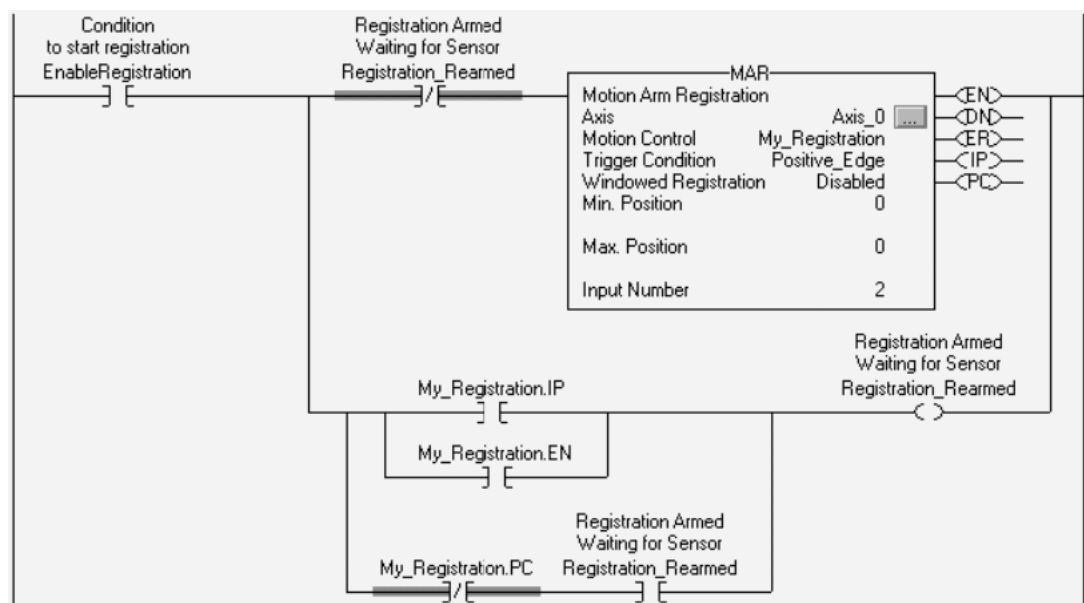 Condition
to start registration
EnableRegistration
Registration Armed
Waiting for Sensor
Registration_Rearmed
MAR
Motion Arm Registration
Axis Axis_0 ...
Motion Control My_Registration
Trigger Condition Positive_Edge
Windowed Registration Disabled
Min. Position 0
Max. Position 0
Input Number 2
EN
DN
ER
IP
PC
Registration Armed
Waiting for Sensor
Registration_Rearmed
My_Registration.IP
My_Registration.EN
Registration Armed
Waiting for Sensor
My_Registration.PC Registration_Rearmed